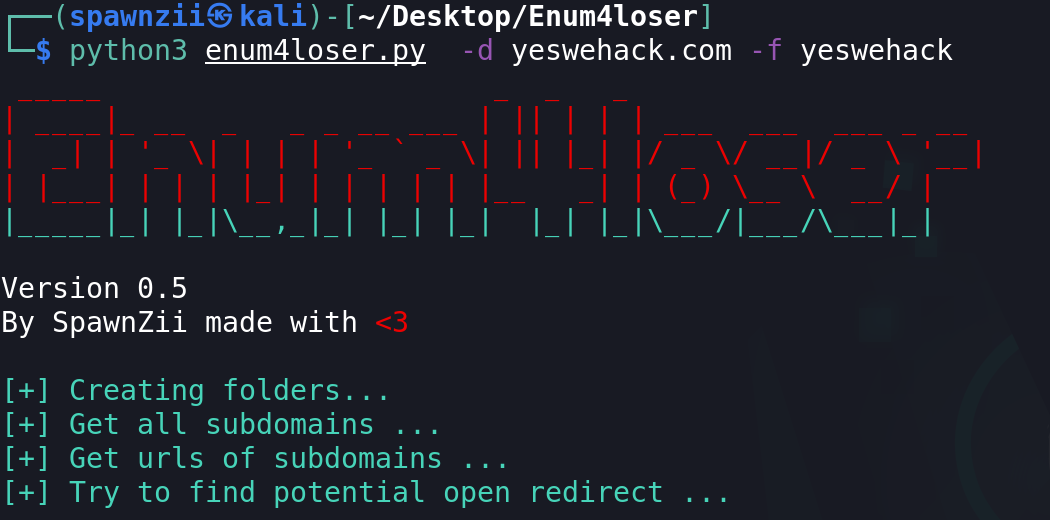 (spawnzii㉿kali)-[~/Desktop/Enum4loser]
$ python3 enum4loser.py  -d yeswehack.com -f yeswehack
Enum4loser
Version 0.5
By SpawnZii made with <3
[+] Creating folders...
[+] Get all subdomains ...
[+] Get urls of subdomains ...
[+] Try to find potential open redirect ...